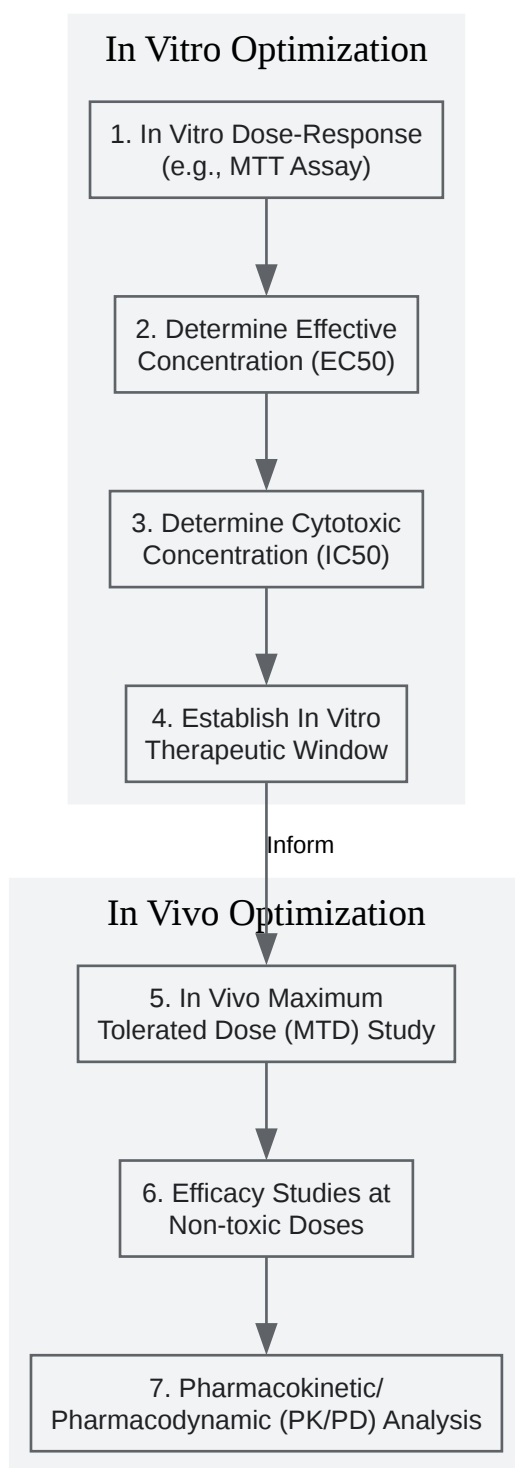 In Vitro Optimization
1. In Vitro Dose-Response
(e.g., MTT Assay)
2. Determine Effective
Concentration (EC50)
3. Determine Cytotoxic
Concentration (IC50)
4. Establish In Vitro
Therapeutic Window
Inform
In Vivo Optimization
5. In Vivo Maximum
Tolerated Dose (MTD) Study
6. Efficacy Studies at
Non-toxic Doses
7. Pharmacokinetic/
Pharmacodynamic (PK/PD) Analysis